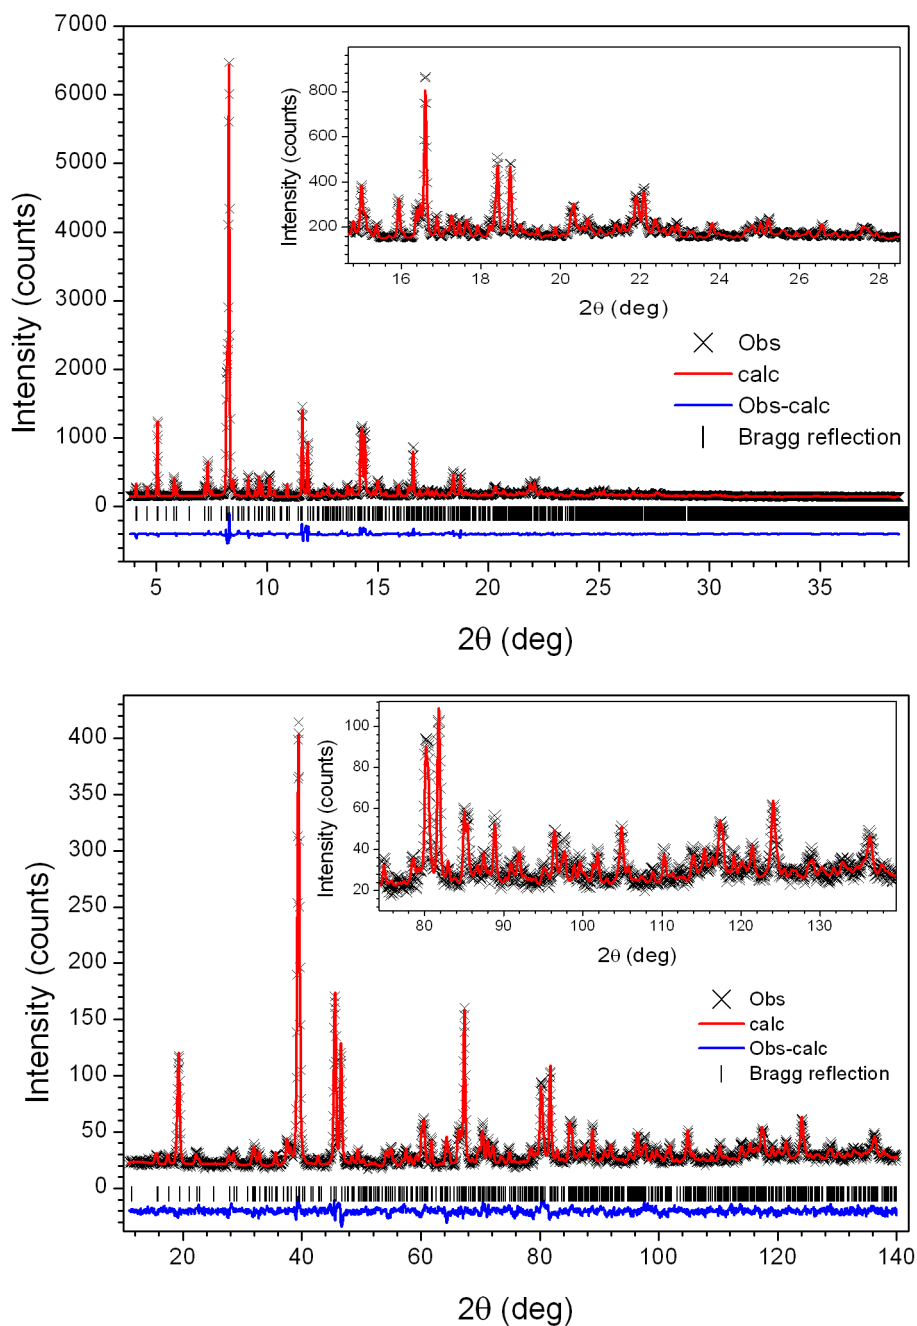 7000
6000
5000
4000
3000
2000
1000
0
Intensity (counts)
5 10 15 20 25 30 35
2θ (deg)
800
600
400
200
Intensity (counts)
16 18 20 22 24 26 28
2θ (deg)
Obs
calc
Obs-calc
Bragg reflection
400
350
300
250
200
150
100
50
0
Intensity (counts)
20 40 60 80 100 120 140
2θ (deg)
100
80
60
40
20
Intensity (counts)
80 90 100 110 120 130
2θ (deg)
Obs
calc
Obs-calc
Bragg reflection